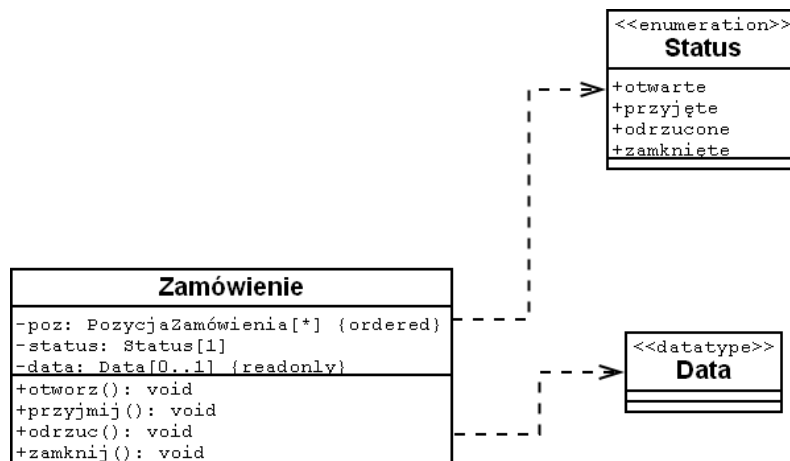 <<enumeration>>
Status
+otwarte
+przyjęte
+odrzucone
+zamknięte
Zamówienie
-poz: PozycjaZamówienia[*] {ordered}
-status: Status[1]
-data: Data[0..1] {readonly}
+otworz(): void
+przyjmij(): void
+odrzuc(): void
+zamknij(): void
<<datatype>>
Data